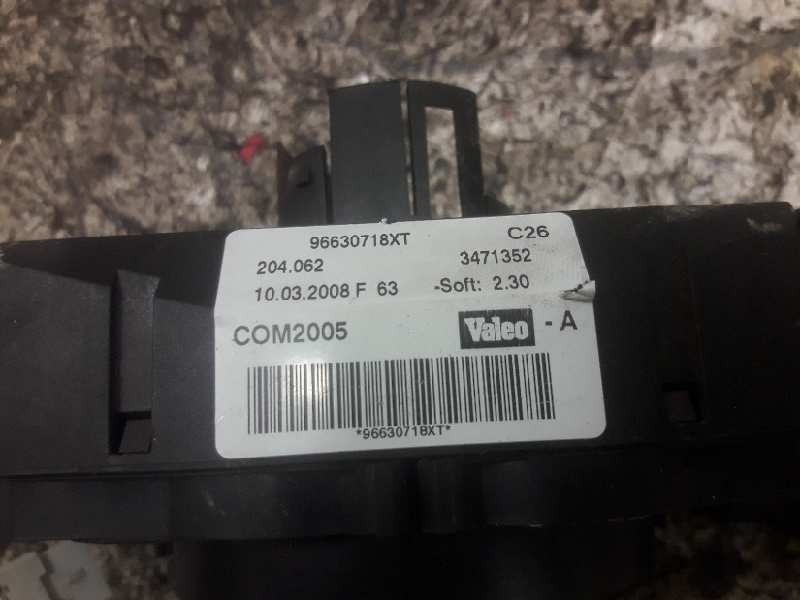 96630718XT C26
204.062 3471352
10.03.2008 F 63 -Soft: 2.30
COM2005 Valeo - A
*96630718XT*